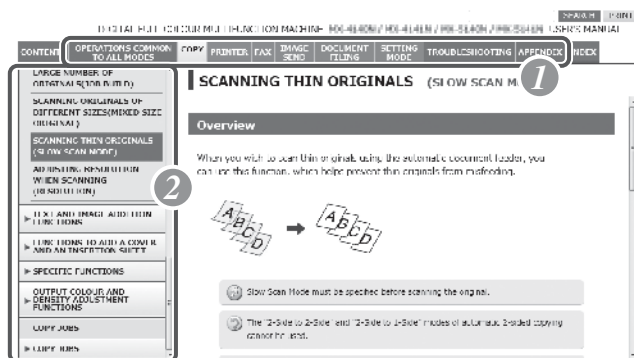 SEARCH PRINT
DIGITAL FULL COLOUR MULTIFUNCTION MACHINE USER'S MANUAL
CONTENT OPERATIONS COMMON TO ALL MODES COPY PRINTER FAX IMAGE SEND DOCUMENT FILING SETTING MODE TROUBLESHOOTING APPENDIX INDEX
1
LARGE NUMBER OF
ORIGINALS(JOB BUILD)
SCANNING ORIGINALS OF
DIFFERENT SIZES(MIXED SIZE
ORIGINAL)
SCANNING THIN ORIGINALS
(SLOW SCAN MODE)
ADJUSTING RESOLUTION
WHEN SCANNING
(RESOLUTION)
2
TEXT AND IMAGE ADDITION
FUNCTIONS
FUNCTIONS TO ADD A COVER
AND AN INSERTION SHEET
SPECIFIC FUNCTIONS
OUTPUT COLOUR AND
DENSITY ADJUSTMENT
FUNCTIONS
COPY JOBS
COPY JOBS
SCANNING THIN ORIGINALS (SLOW SCAN M
Overview
When you wish to scan thin originals using the automatic document feeder, you
can use this function, which helps prevent thin originals from misfeeding.
A B C D A B C D
Slow Scan Mode must be specified before scanning the original.
The "2-Side to 2-Side" and "2-Side to 1-Side" modes of automatic 2-sided copying
cannot be used.